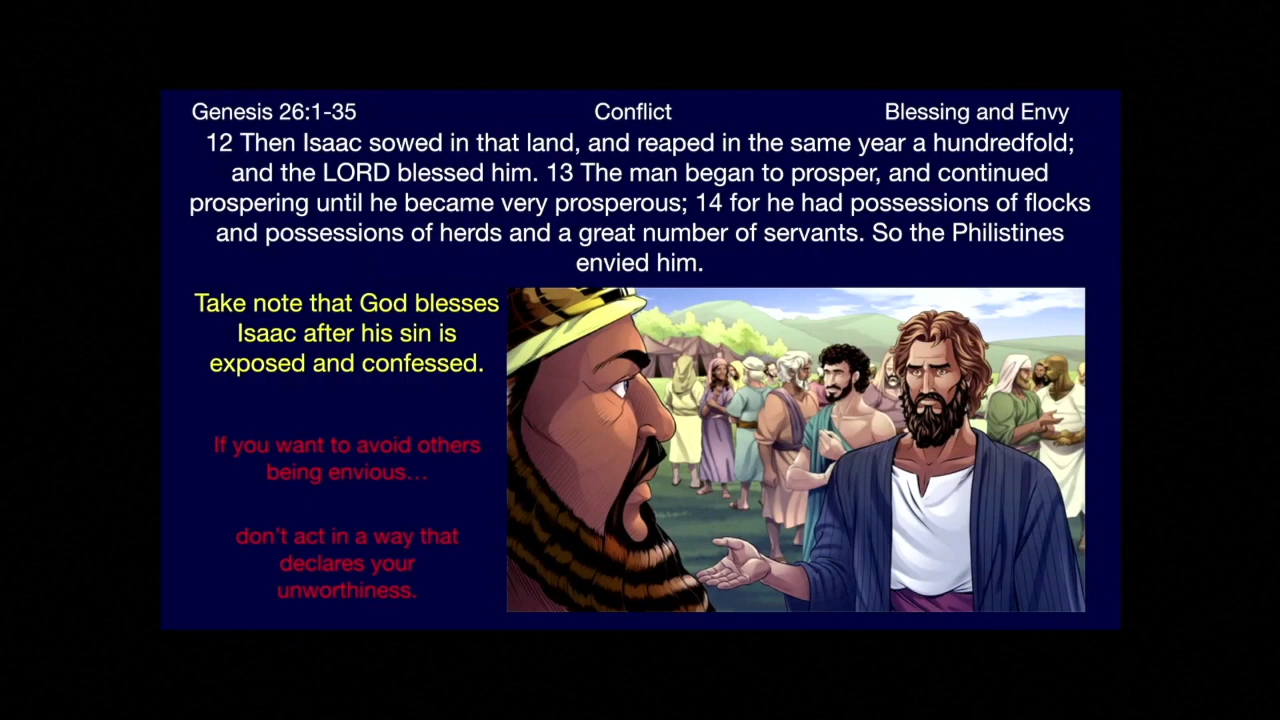 Genesis 26:1-35 Conflict Blessing and Envy
12 Then Isaac sowed in that land, and reaped in the same year a hundredfold;
and the LORD blessed him. 13 The man began to prosper, and continued
prospering until he became very prosperous; 14 for he had possessions of flocks
and possessions of herds and a great number of servants. So the Philistines
envied him.
Take note that God blesses
Isaac after his sin is
exposed and confessed.
If you want to avoid others
being envious…
don't act in a way that
declares your
unworthiness.